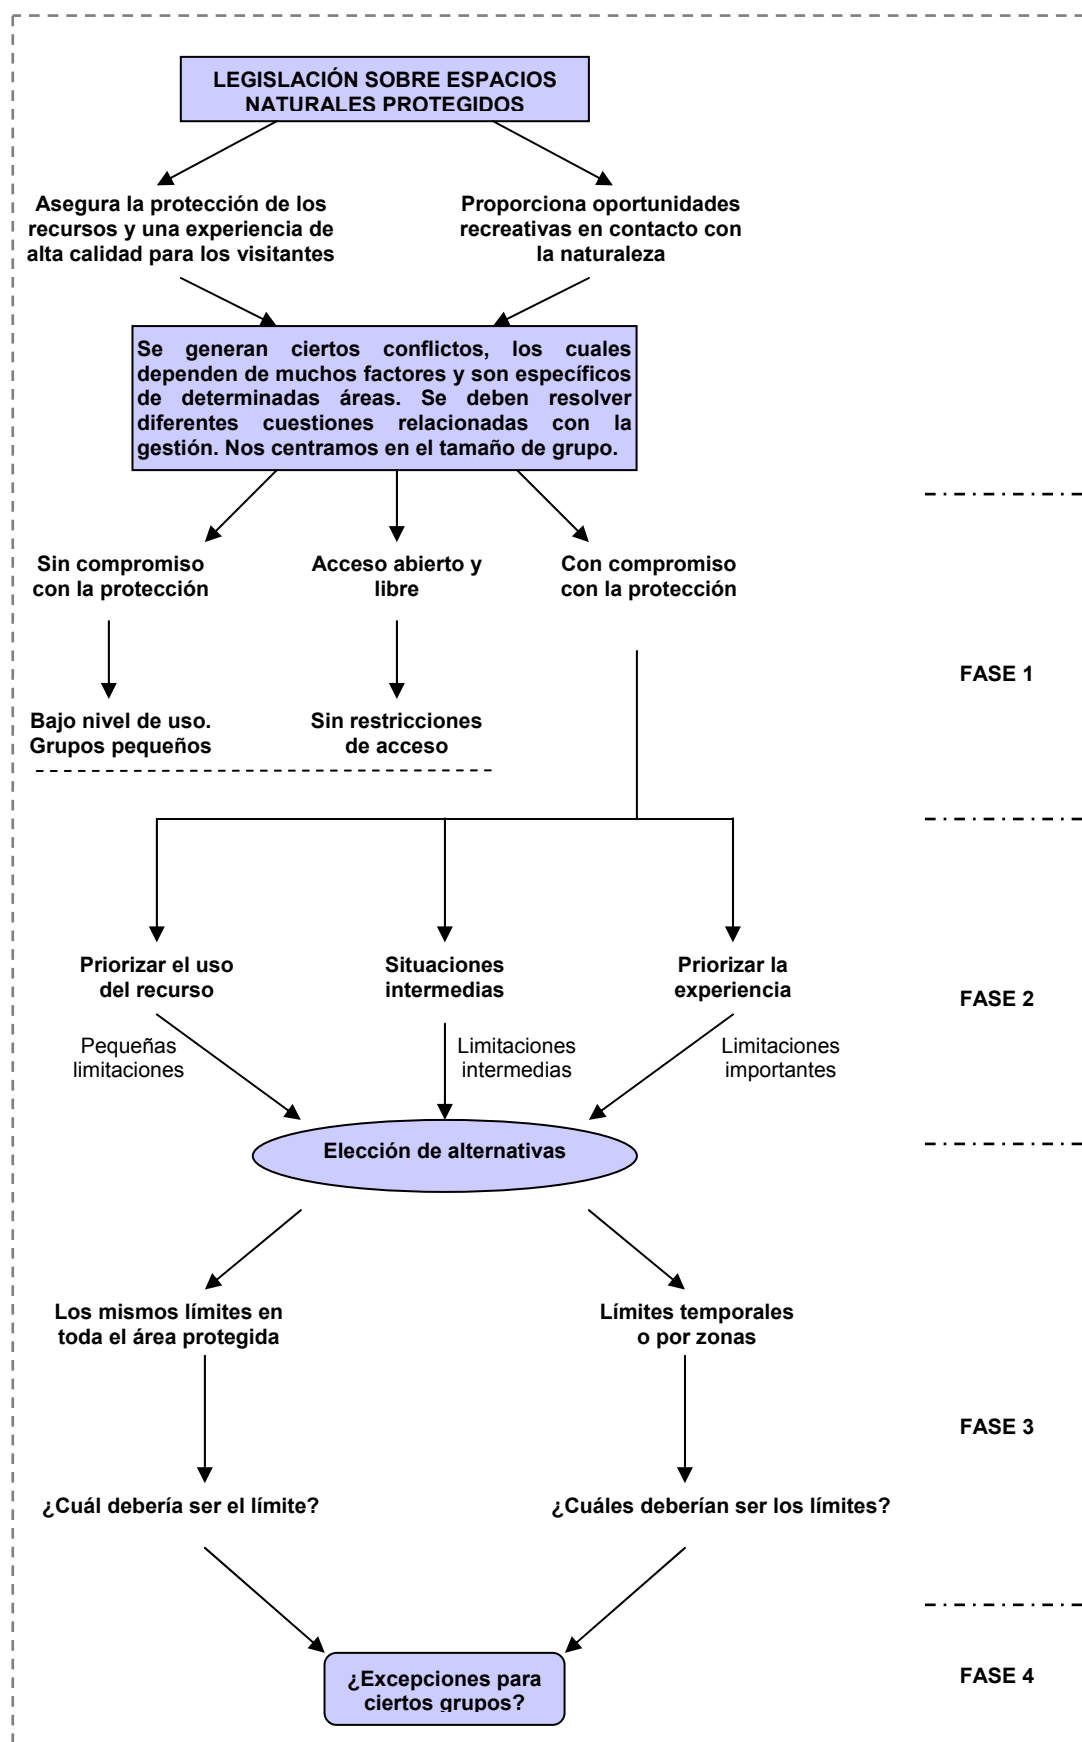 LEGISLACIÓN SOBRE ESPACIOS
NATURALES PROTEGIDOS
Asegura la protección de los
recursos y una experiencia de
alta calidad para los visitantes
Proporciona oportunidades
recreativas en contacto con
la naturaleza
Se generan ciertos conflictos, los cuales
dependen de muchos factores y son específicos
de determinadas áreas. Se deben resolver
diferentes cuestiones relacionadas con la
gestión. Nos centramos en el tamaño de grupo.
Sin compromiso
con la protección
Acceso abierto y
libre
Con compromiso
con la protección
FASE 1
Bajo nivel de uso.
Grupos pequeños
Sin restricciones
de acceso
Priorizar el uso
del recurso
Situaciones
intermedias
Priorizar la
experiencia
FASE 2
Pequeñas
limitaciones
Limitaciones
intermedias
Limitaciones
importantes
Elección de alternativas
Los mismos límites en
toda el área protegida
Límites temporales
o por zonas
FASE 3
¿Cuál debería ser el límite?
¿Cuáles deberían ser los límites?
¿Excepciones para
ciertos grupos?
FASE 4